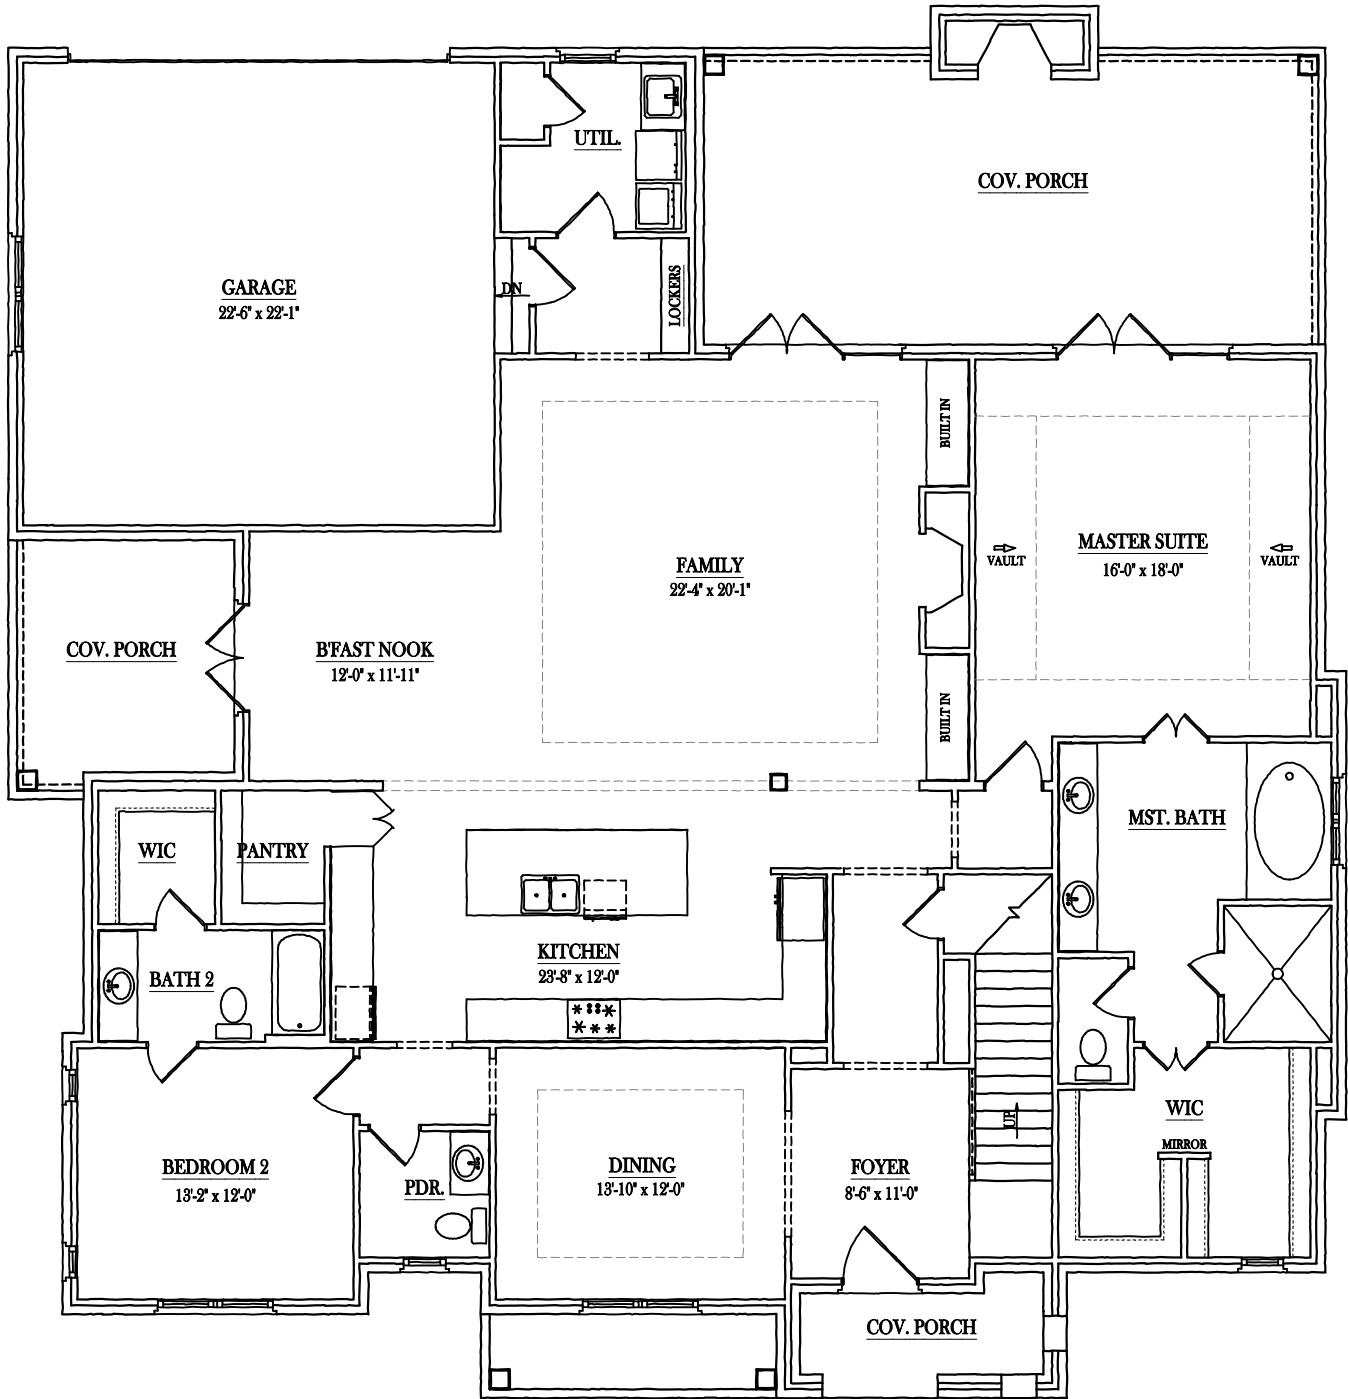 UTIL.
COV. PORCH
GARAGE
22'-6" x 22'-1"
DN
LOCKERS
BUILT IN
FAMILY
22'-4" x 20'-1"
VAULT
MASTER SUITE
16'-0" x 18'-0"
VAULT
COV. PORCH
B'FAST NOOK
12'-0" x 11'-11"
BUILT IN
MST. BATH
WIC
PANTRY
KITCHEN
23'-8" x 12'-0"
BATH 2
WIC
UP
MIRROR
BEDROOM 2
13'-2" x 12'-0"
PDR.
DINING
13'-10" x 12'-0"
FOYER
8'-6" x 11'-0"
COV. PORCH